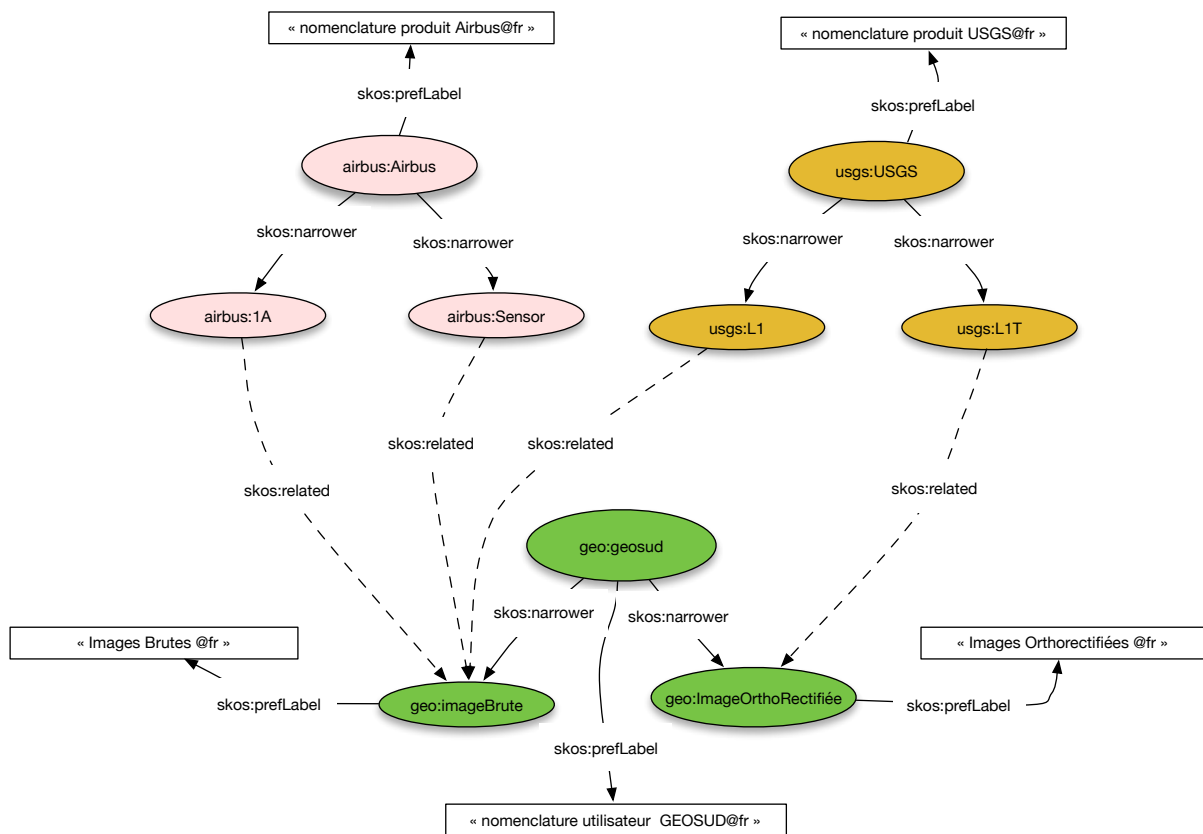 « nomenclature produit Airbus@fr »
« nomenclature produit USGS@fr »
skos:prefLabel
skos:prefLabel
airbus:Airbus
usgs:USGS
skos:narrower
skos:narrower
skos:narrower
skos:narrower
airbus:1A
airbus:Sensor
usgs:L1
usgs:L1T
skos:related
skos:related
skos:related
skos:related
geo:geosud
skos:narrower
skos:narrower
« Images Brutes @fr »
« Images Orthorectifiées @fr »
skos:prefLabel
geo:imageBrute
geo:ImageOrthoRectifiée
skos:prefLabel
skos:prefLabel
« nomenclature utilisateur  GEOSUD@fr »